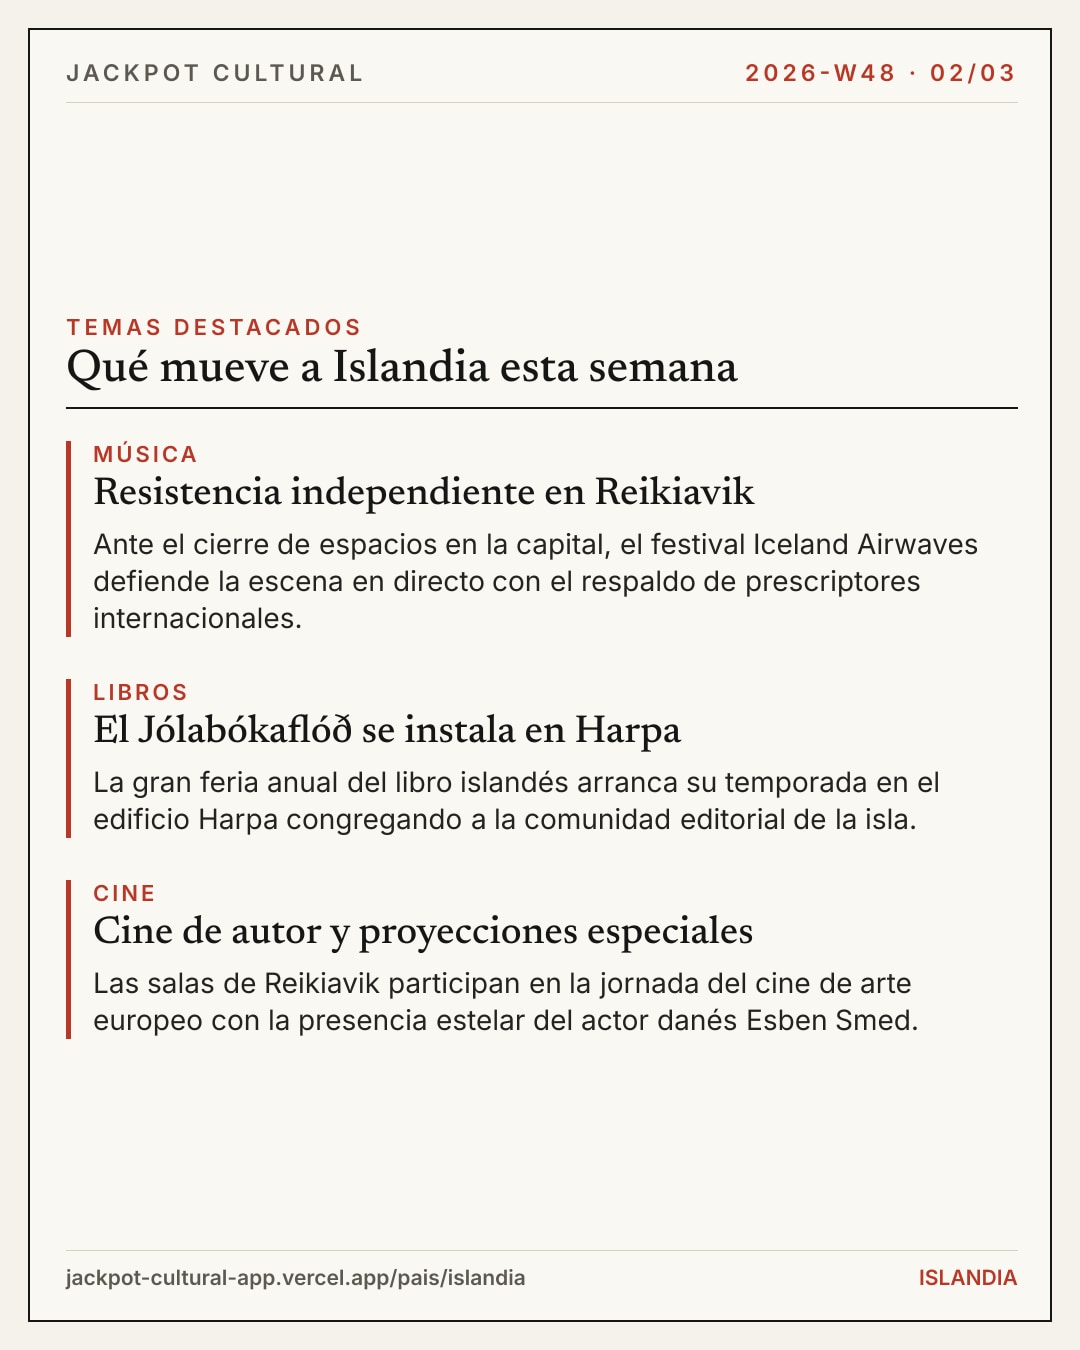 JACKPOT CULTURAL
2026-W48 · 02/03
TEMAS DESTACADOS
Qué mueve a Islandia esta semana
MÚSICA
Resistencia independiente en Reikiavik
Ante el cierre de espacios en la capital, el festival Iceland Airwaves
defiende la escena en directo con el respaldo de prescriptores
internacionales.
LIBROS
El Jólabókaflóð se instala en Harpa
La gran feria anual del libro islandés arranca su temporada en el
edificio Harpa congregando a la comunidad editorial de la isla.
CINE
Cine de autor y proyecciones especiales
Las salas de Reikiavik participan en la jornada del cine de arte
europeo con la presencia estelar del actor danés Esben Smed.
jackpot-cultural-app.vercel.app/pais/islandia
ISLANDIA